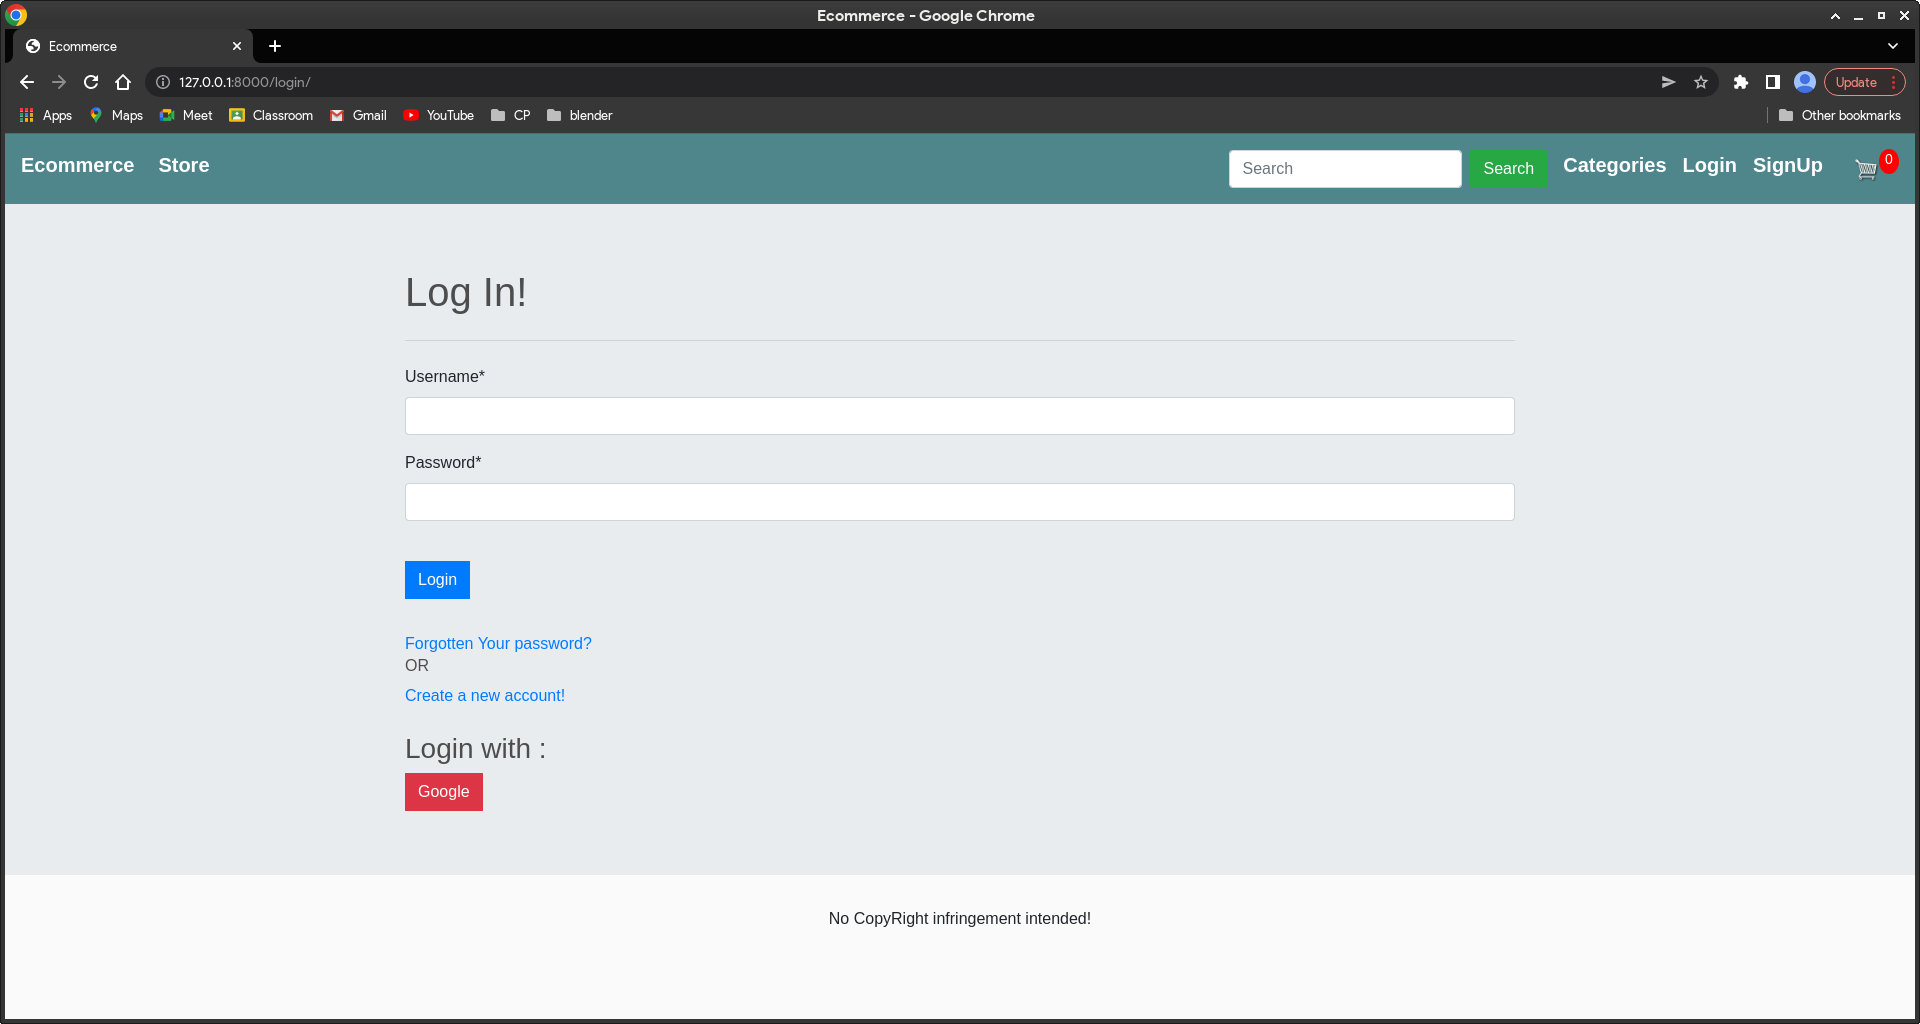 Ecommerce - Google Chrome
Ecommerce
127.0.0.1:8000/login/
Update
Apps Maps Meet Classroom Gmail YouTube CP blender Other bookmarks
Ecommerce Store Search Search Categories Login SignUp 0
Log In!
Username*
Password*
Login
Forgotten Your password?
OR
Create a new account!
Login with :
Google
No CopyRight infringement intended!